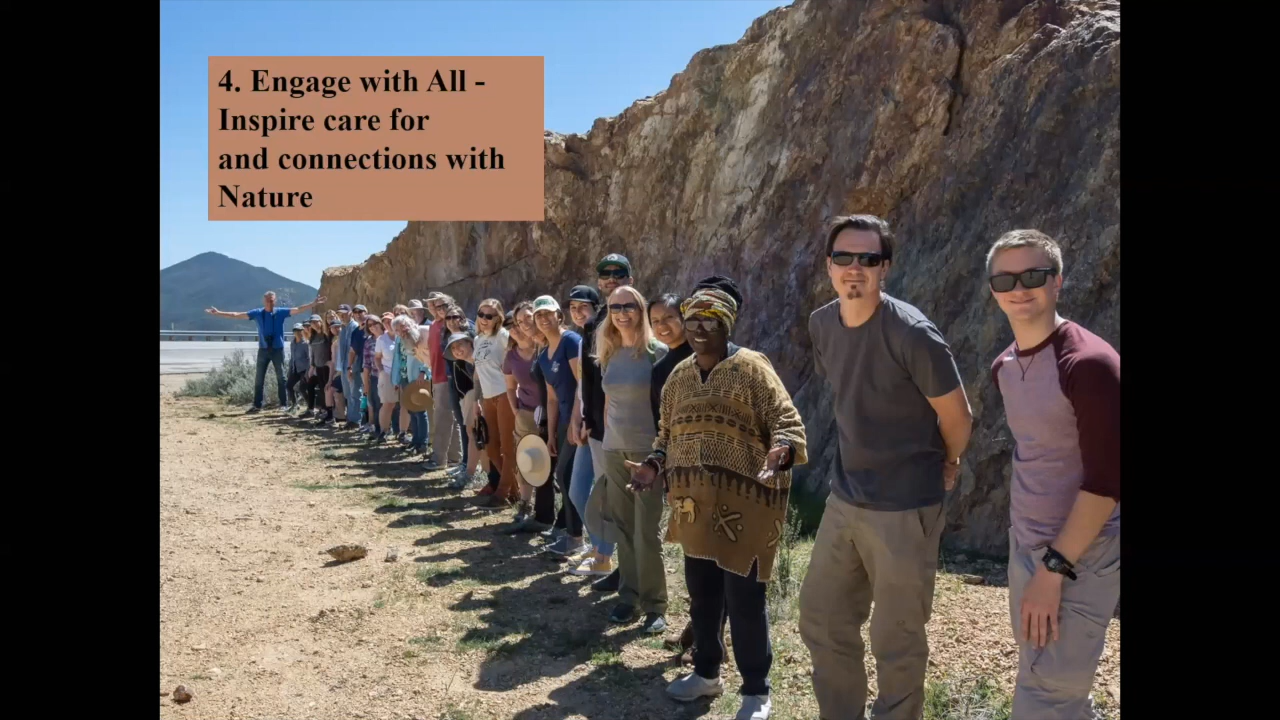 4. Engage with All -
Inspire care for
and connections with
Nature